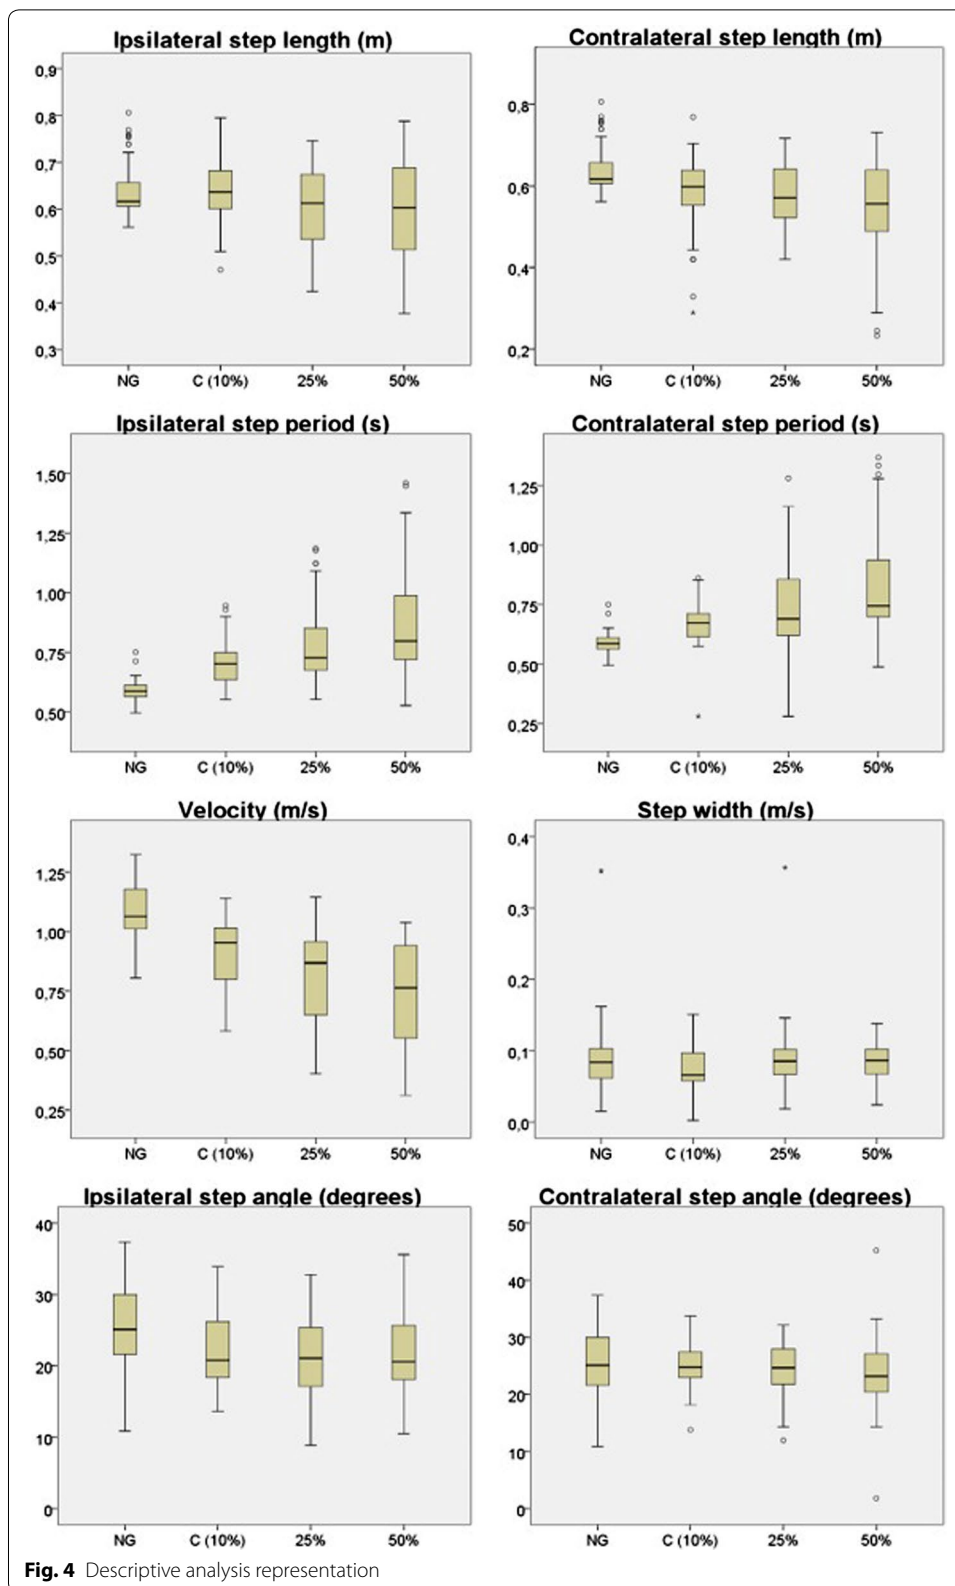 Ipsilateral step length (m)
0,9
0,8
0,7
0,6
0,5
0,4
0,3
NG C (10%) 25% 50%
Contralateral step length (m)
0,8
0,6
0,4
0,2
NG C (10%) 25% 50%
Ipsilateral step period (s)
1,50
1,25
1,00
0,75
0,50
NG C (10%) 25% 50%
Contralateral step period (s)
1,25
1,00
0,75
0,50
0,25
NG C (10%) 25% 50%
Velocity (m/s)
1,25
1,00
0,75
0,50
0,25
NG C (10%) 25% 50%
Step width (m/s)
0,4
0,3
0,2
0,1
0,0
NG C (10%) 25% 50%
Ipsilateral step angle (degrees)
40
30
20
10
0
NG C (10%) 25% 50%
Contralateral step angle (degrees)
50
40
30
20
10
0
NG C (10%) 25% 50%
Fig. 4 Descriptive analysis representation